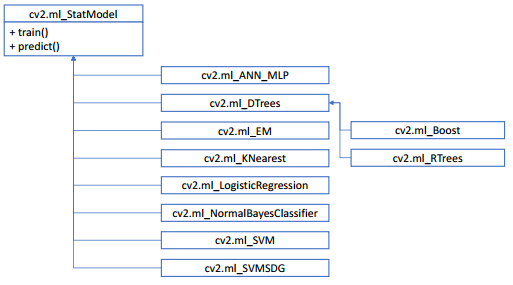 cv2.ml_StatModel
+ train()
+ predict()
cv2.ml_ANN_MLP
cv2.ml_DTrees
cv2.ml_EM
cv2.ml_Boost
cv2.ml_KNearest
cv2.ml_RTrees
cv2.ml_LogisticRegression
cv2.ml_NormalBayesClassifier
cv2.ml_SVM
cv2.ml_SVMSDG